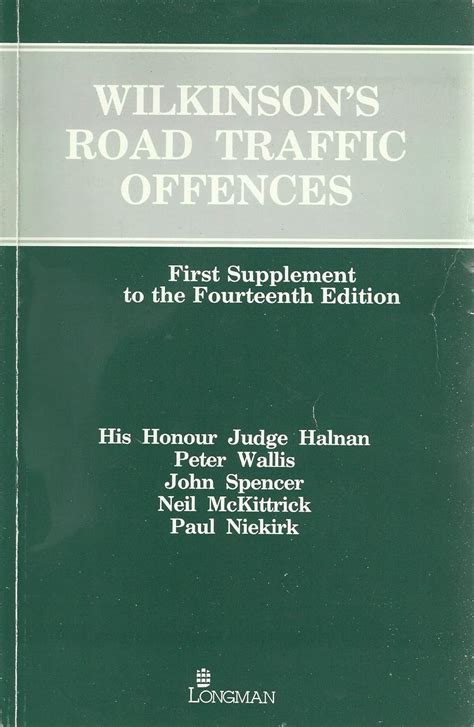 WILKINSON'S
ROAD TRAFFIC
OFFENCES
First Supplement
to the Fourteenth Edition
His Honour Judge Halnan
Peter Wallis
John Spencer
Neil McKittrick
Paul Niekirk
LONGMAN